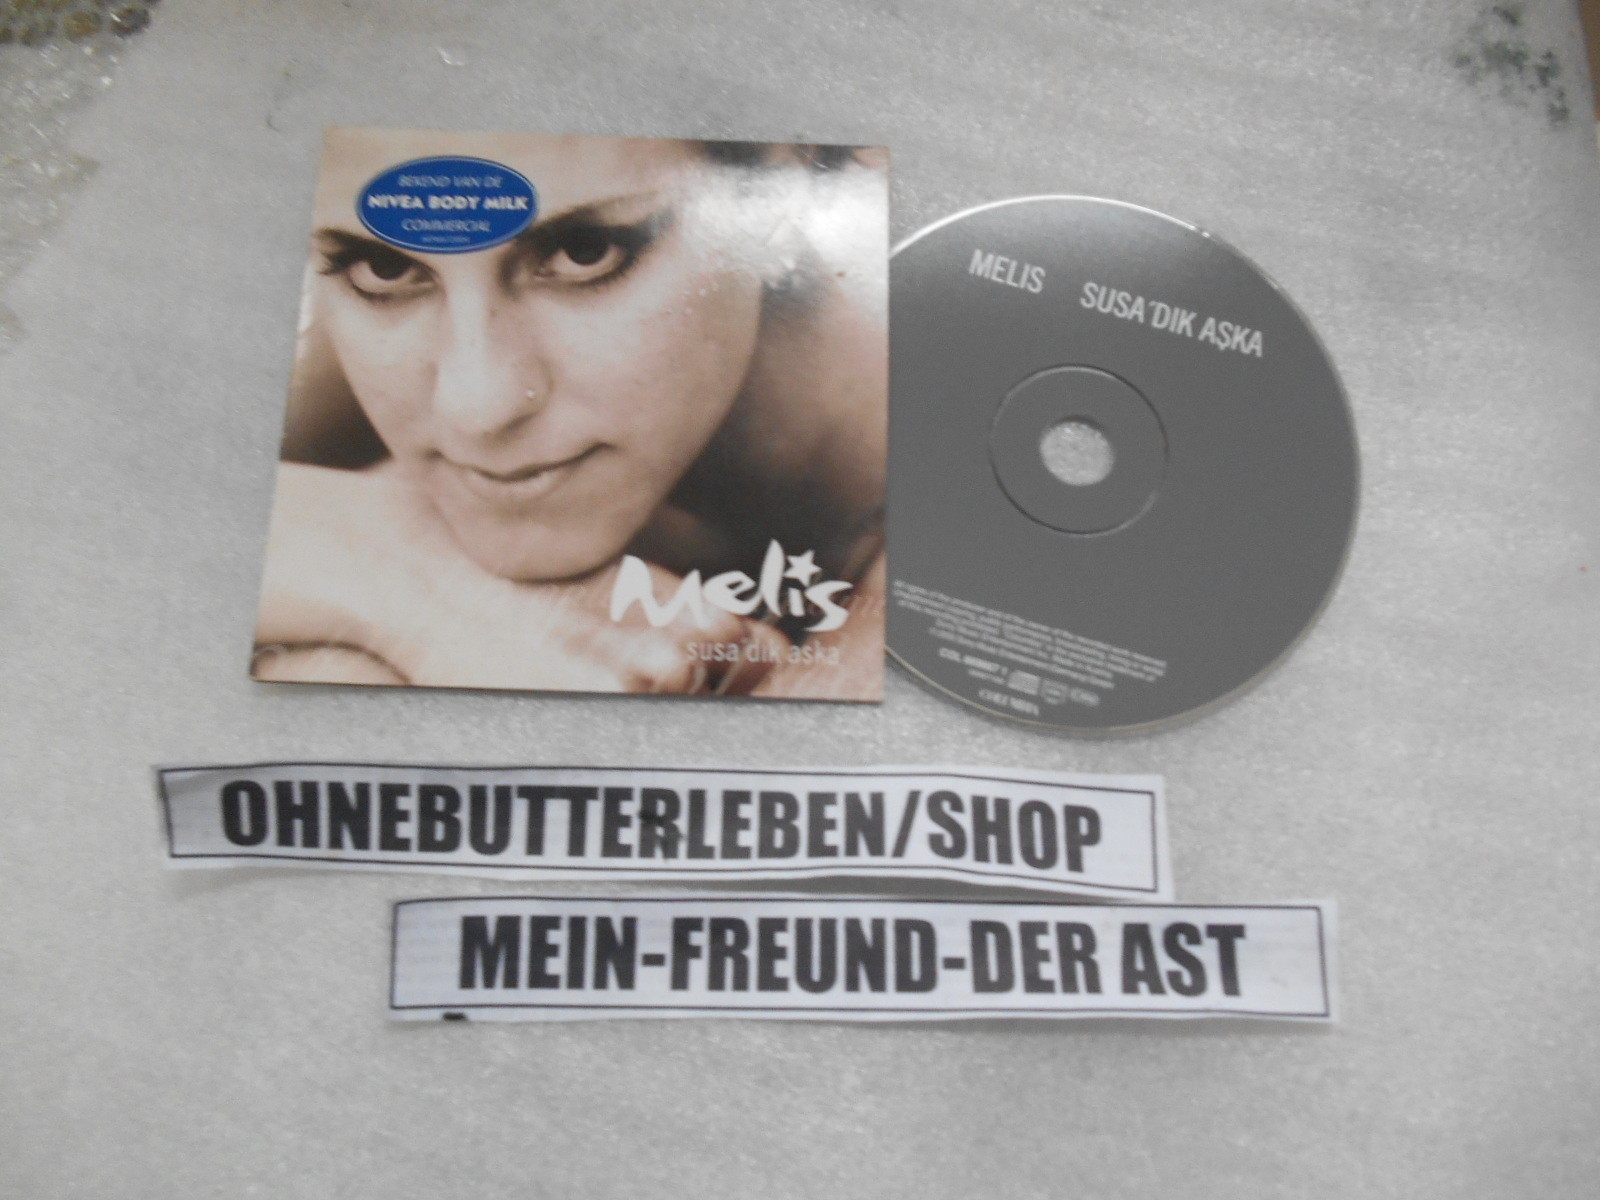 BEKEND VAN DE
NIVEA BODY MILK
COMMERCIAL
Melis
susa´dik aşka
MELIS SUSA´DIK AŞKA
COLUMBIA
OHNEBUTTERLEBEN/SHOP
MEIN-FREUND-DER AST